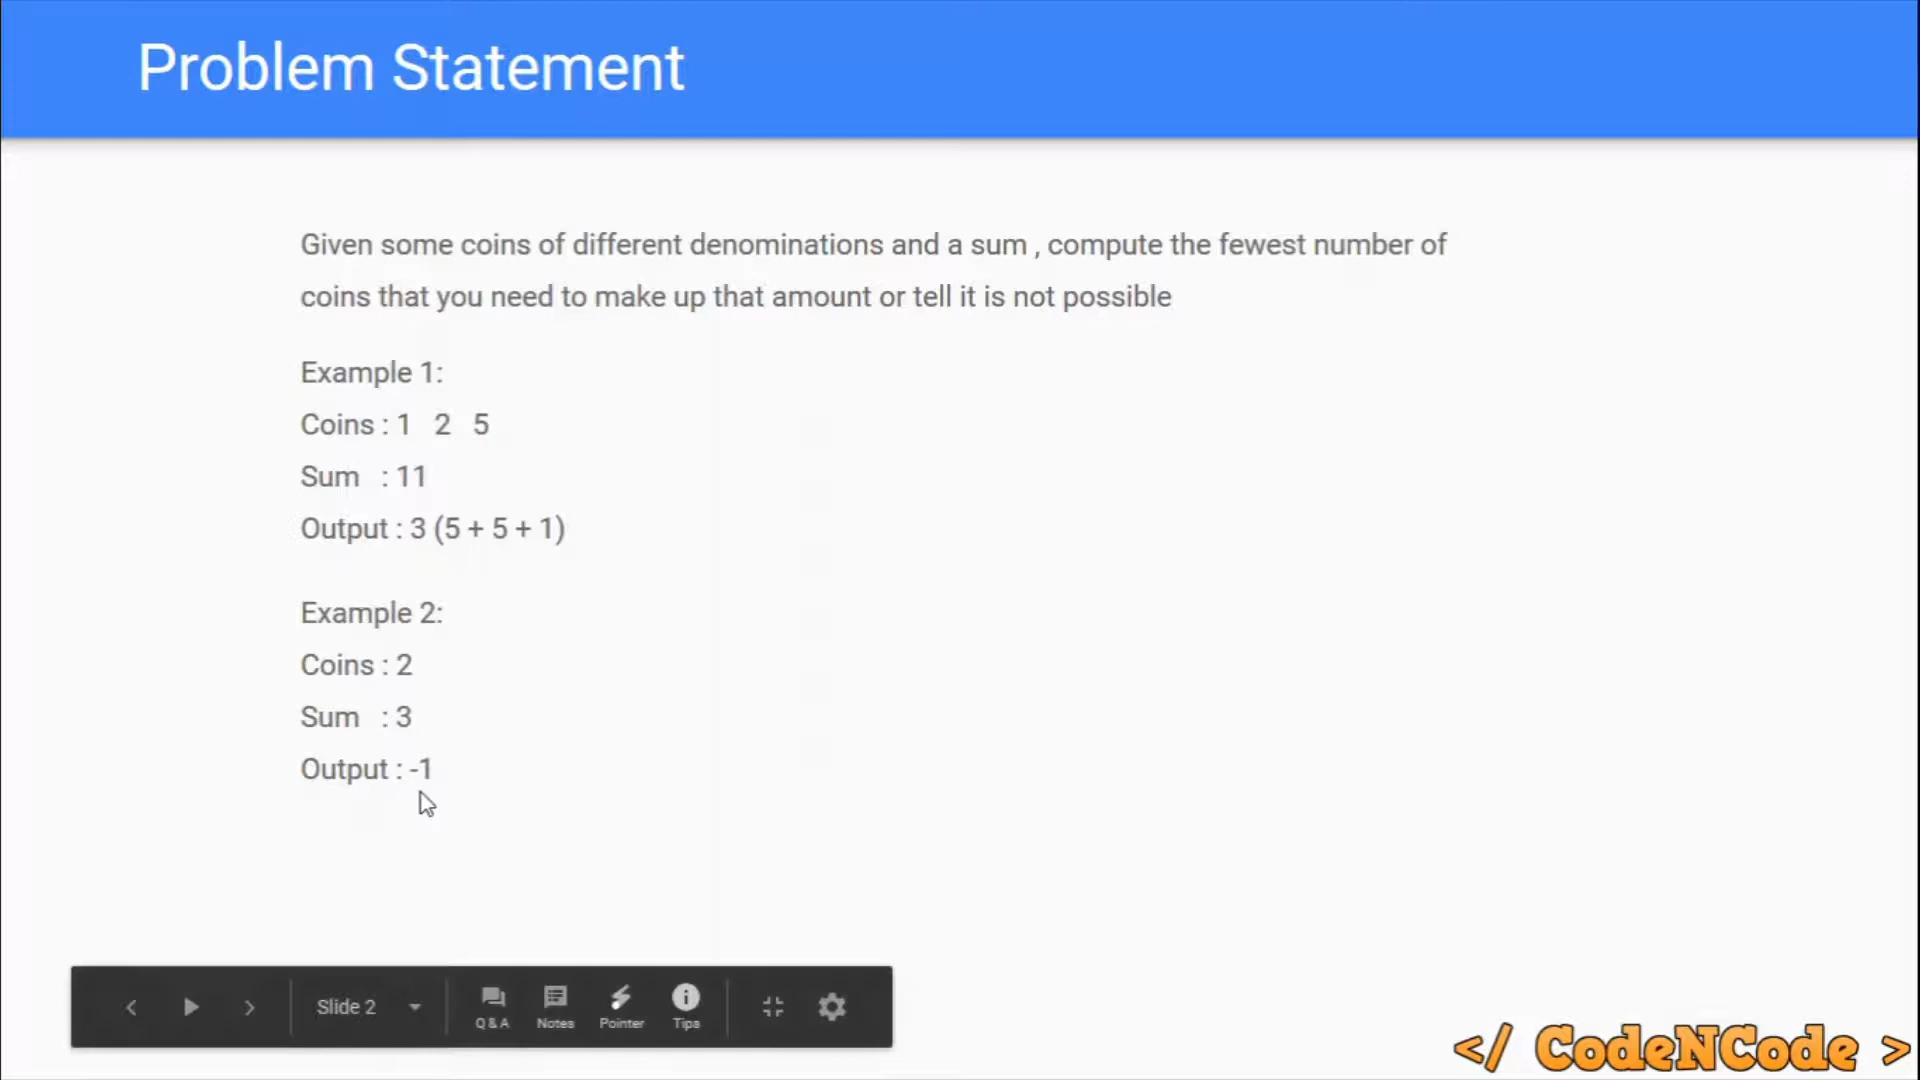 Problem Statement
Given some coins of different denominations and a sum , compute the fewest number of
coins that you need to make up that amount or tell it is not possible
Example 1:
Coins : 1 2 5
Sum : 11
Output : 3 (5 + 5 + 1)
Example 2:
Coins : 2
Sum : 3
Output : -1
Slide 2
Q & A
Notes
Pointer
Tips
</ CodeNCode >